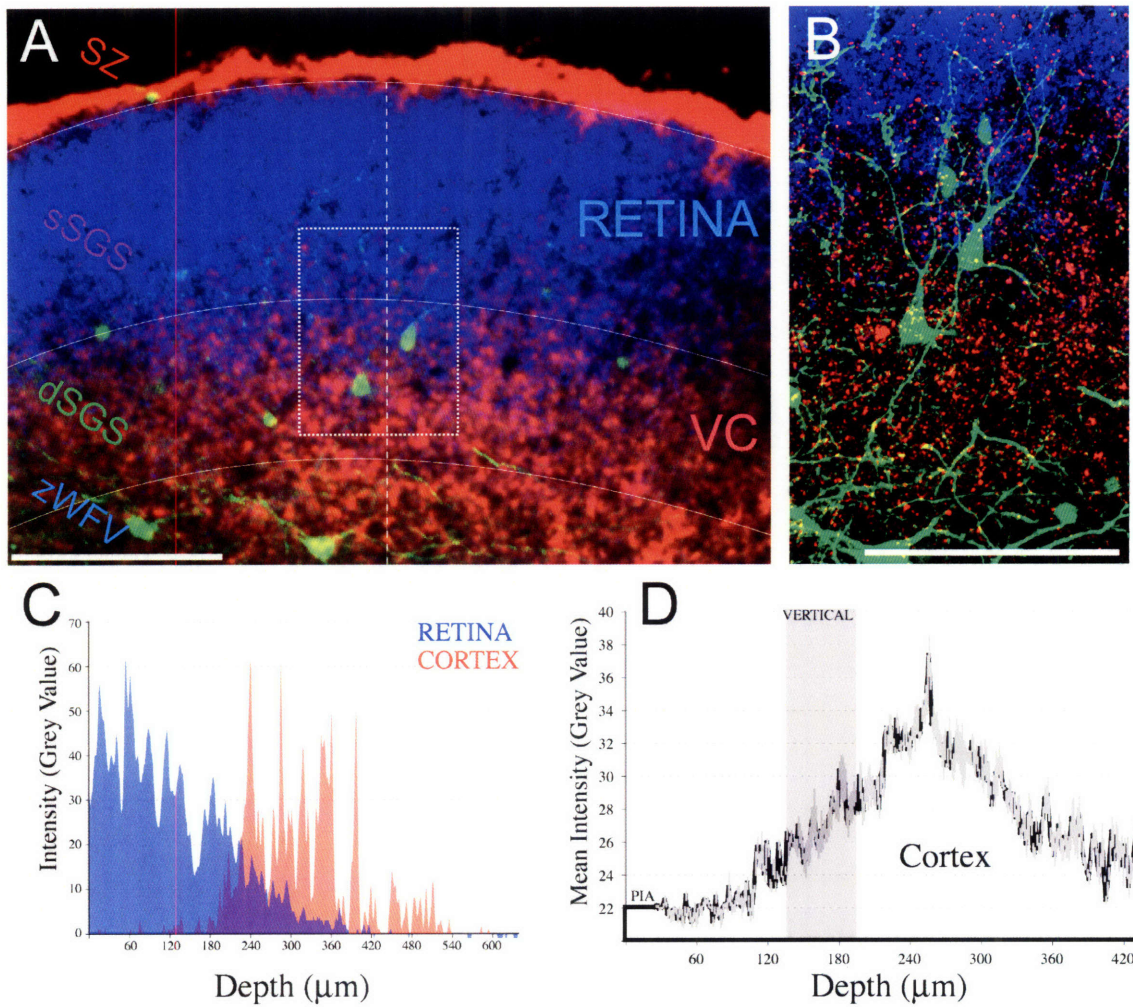 A
SZ
sSGS
RETINA
dSGS
VC
zWFV
B
C
RETINA
CORTEX
Intensity (Grey Value)
70
60
50
40
30
20
10
0
60 120 180 240 300 360 420 480 540 600
Depth (µm)
D
VERTICAL
Mean Intensity (Grey Value)
40
38
36
34
32
30
28
26
24
22
PIA
Cortex
60 120 180 240 300 360 420
Depth (µm)